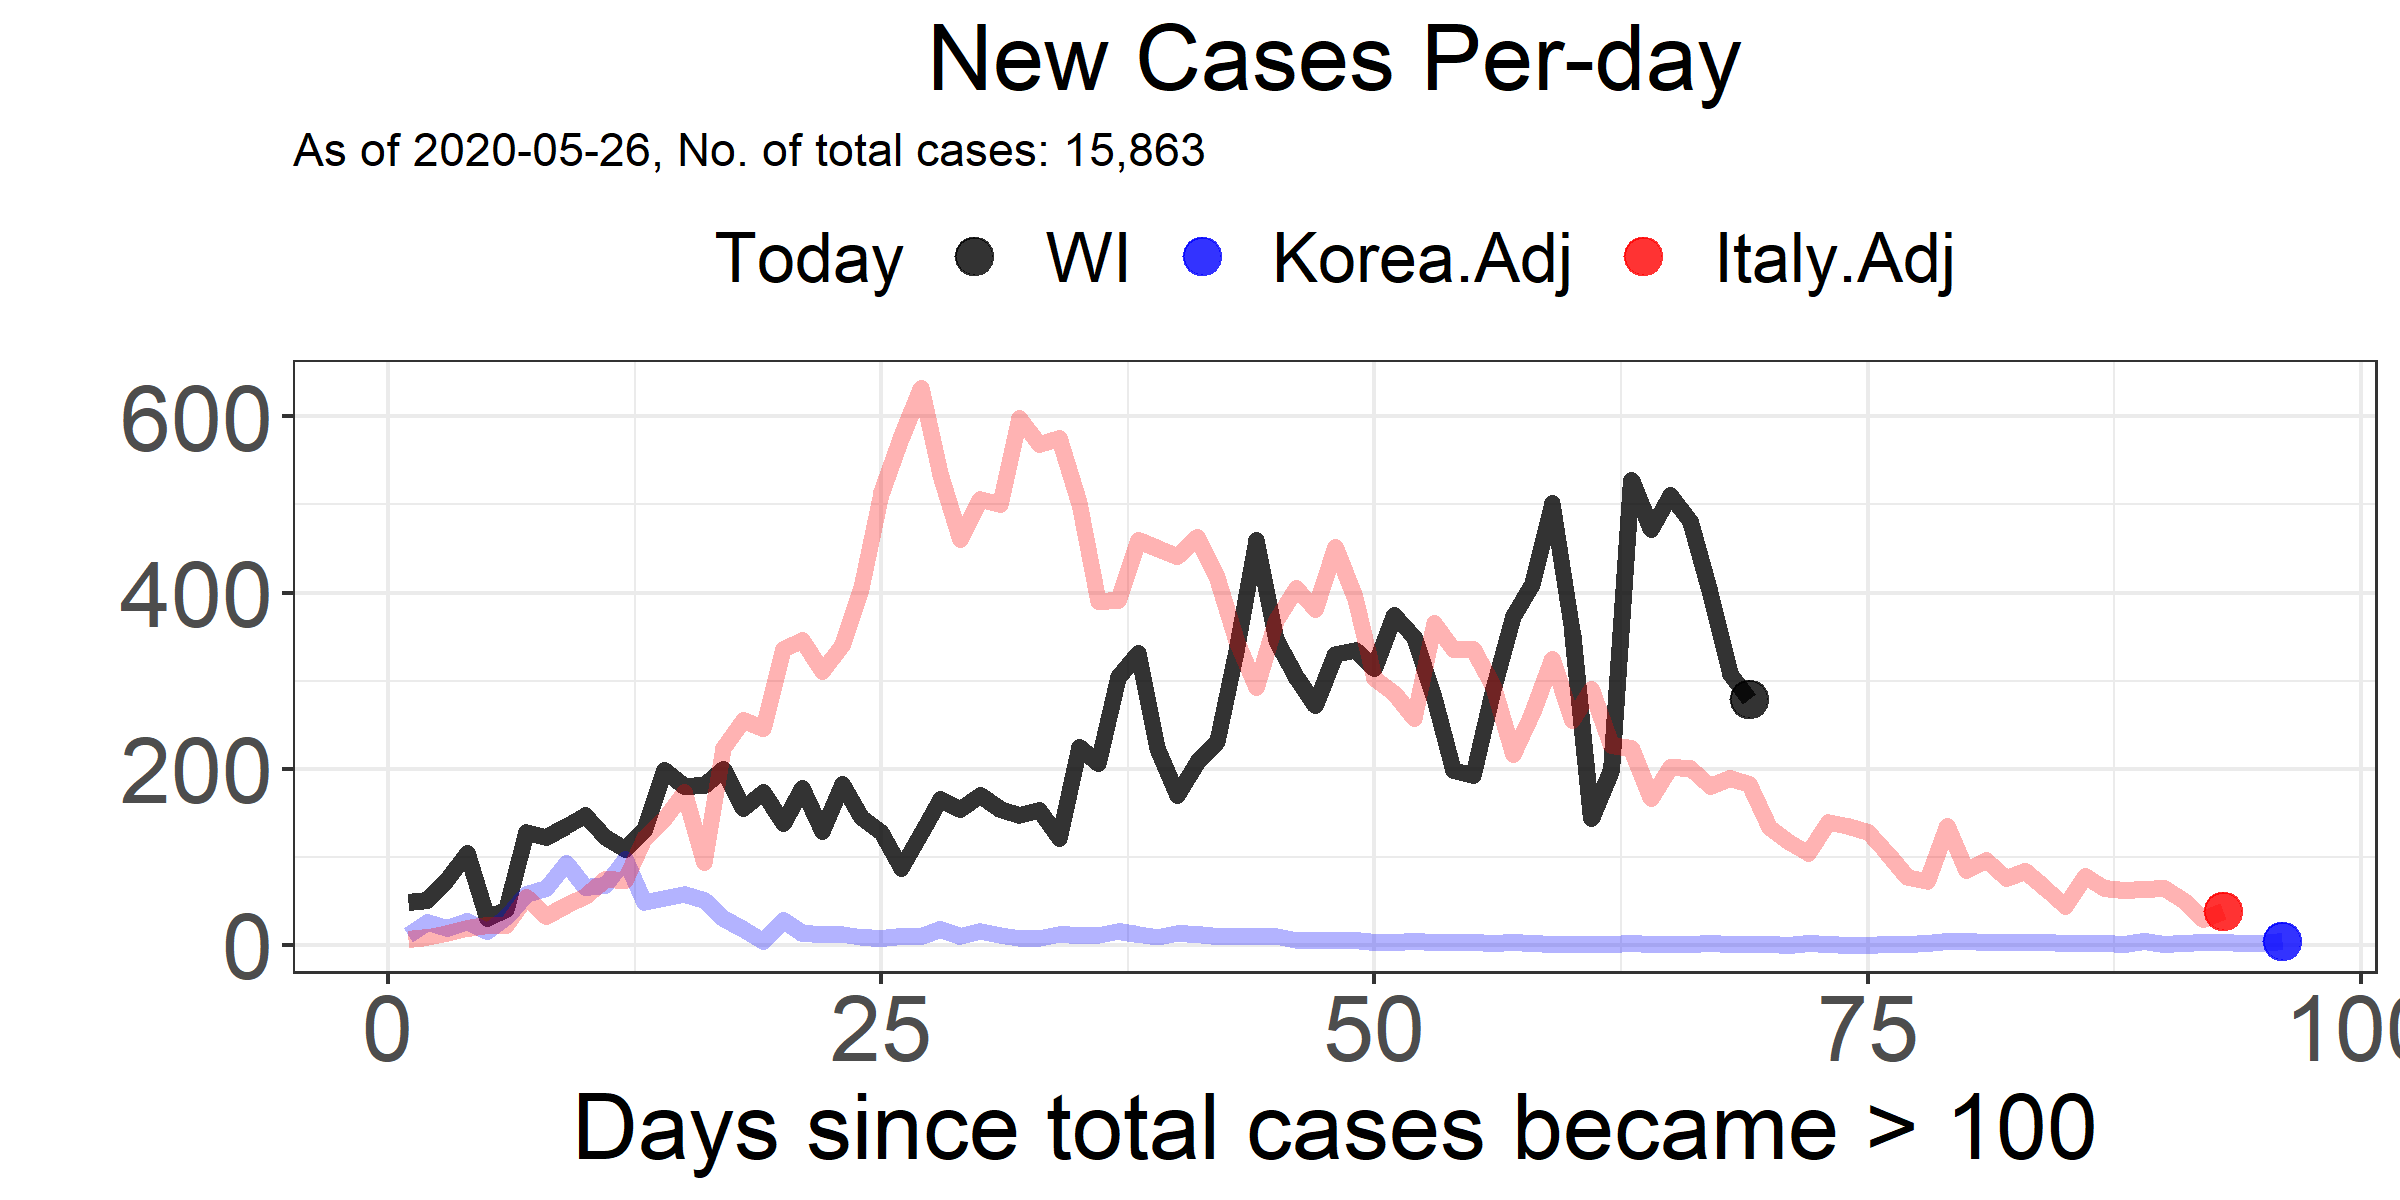 New Cases Per-day
As of 2020-05-26, No. of total cases: 15,863
Today WI Korea.Adj Italy.Adj
600
400
200
0
0 25 50 75 100
Days since total cases became > 100